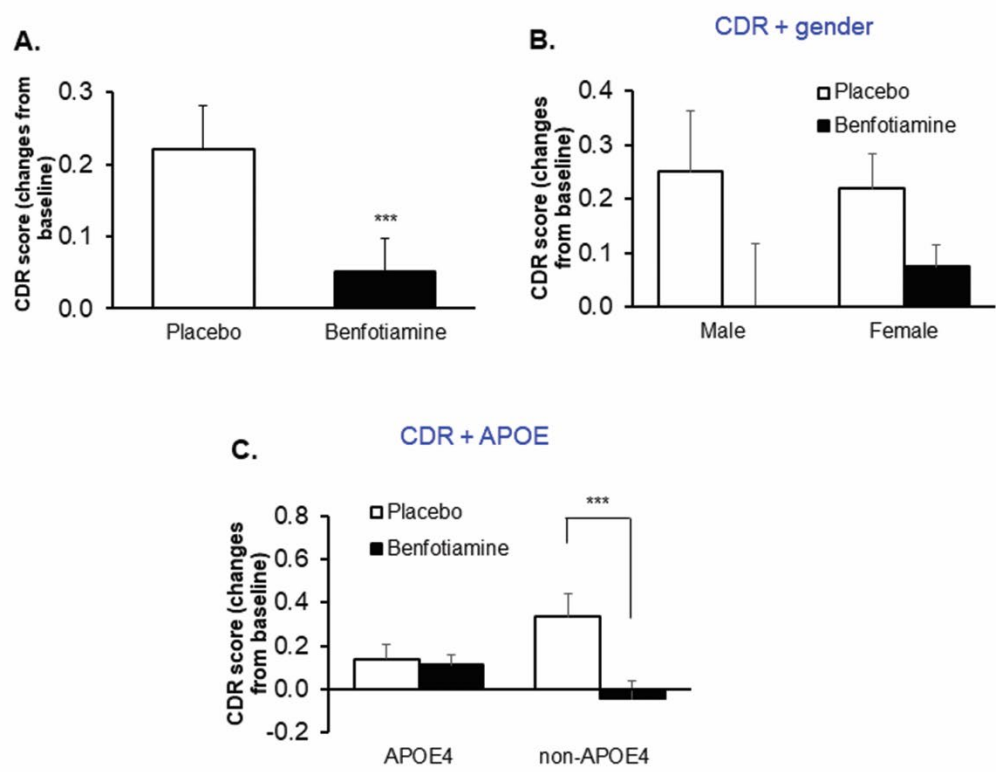 A.
CDR score (changes from
baseline)
0.3
0.2
0.1
0.0
***
Placebo
Benfotiamine
B.
CDR + gender
CDR score (changes
from baseline)
0.4
0.3
0.2
0.1
0.0
Placebo
Benfotiamine
Male
Female
C.
CDR + APOE
CDR score (changes
from baseline)
0.8
0.6
0.4
0.2
0.0
-0.2
Placebo
Benfotiamine
***
APOE4
non-APOE4